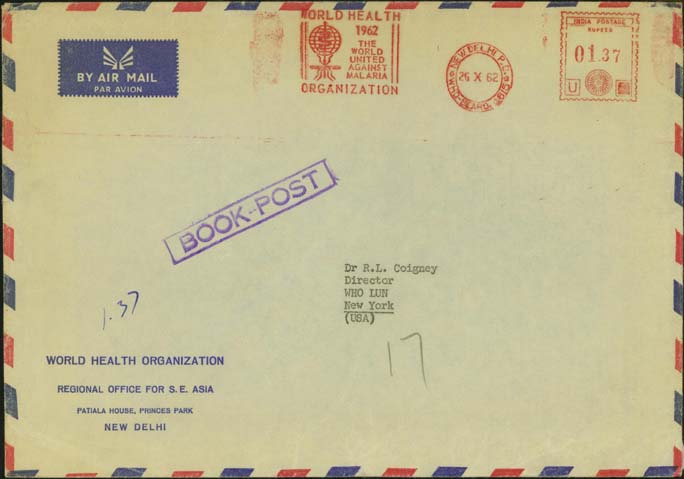 WORLD HEALTH
1962
THE
WORLD
UNITED
AGAINST
MALARIA
ORGANIZATION
NEW DELHI P.O.
26 X 62
INDIA POSTAGE
RUPEES
01.37
U
BY AIR MAIL
PAR AVION
BOOK-POST
Dr R.L. Coigney
Director
WHO LUN
New York
(USA)
1.37
17
WORLD HEALTH ORGANIZATION
REGIONAL OFFICE FOR S. E. ASIA
PATIALA HOUSE, PRINCES PARK
NEW DELHI